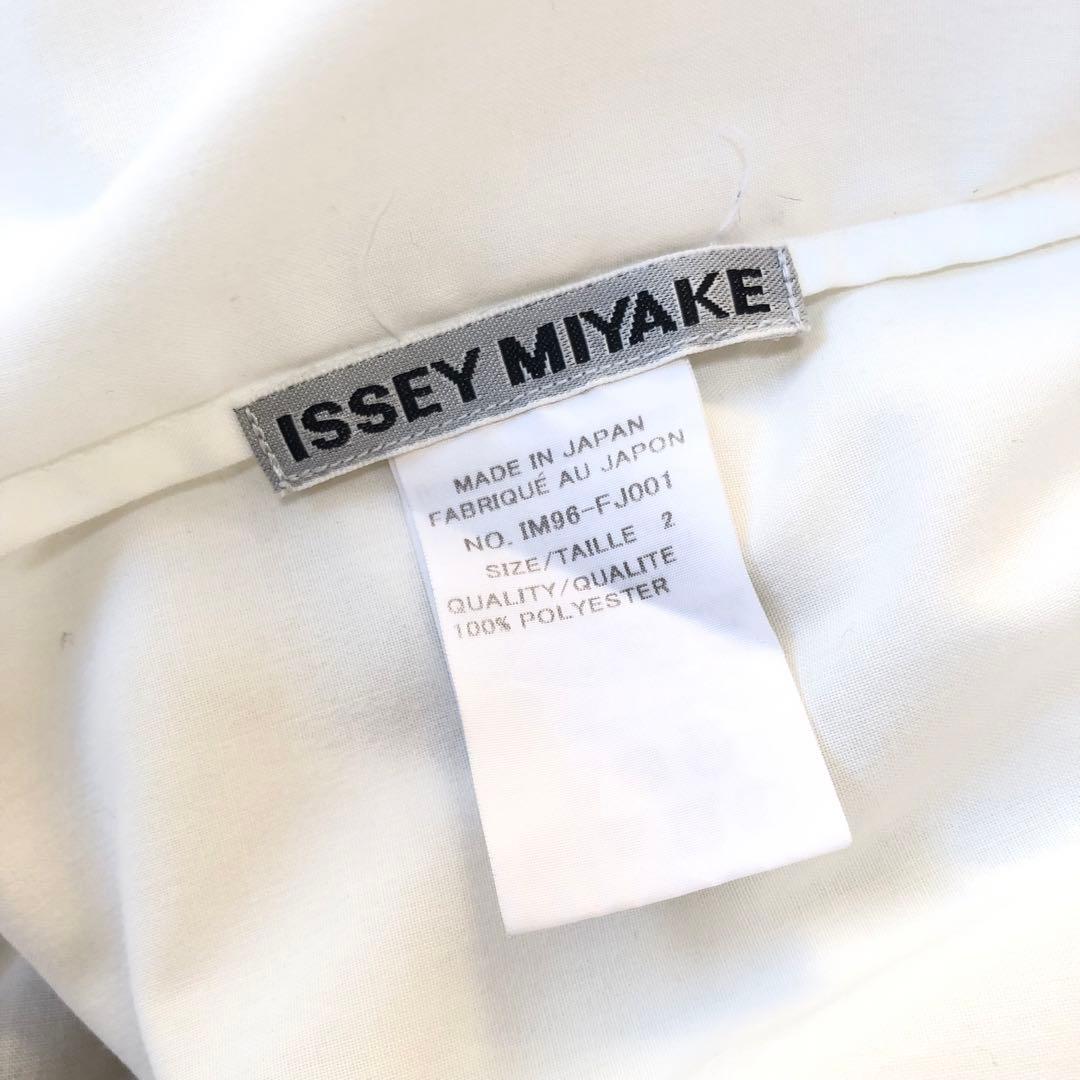 ISSEY MIYAKE
MADE IN JAPAN
FABRIQUÉ AU JAPON
NO. IM96-FJ001
SIZE/TAILLE 2
QUALITY/QUALITE
100% POLYESTER